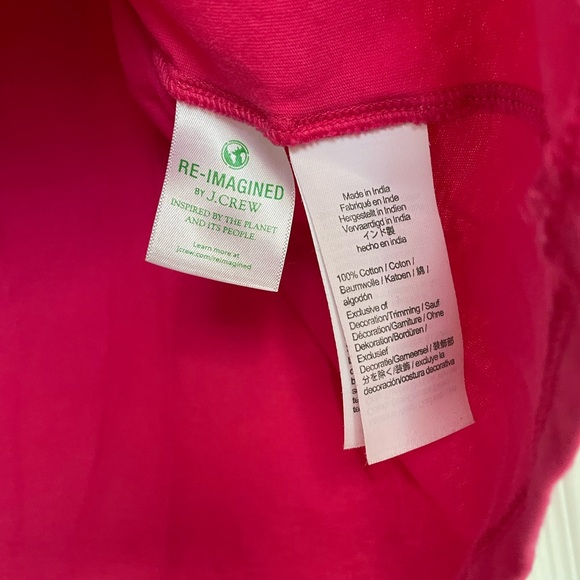 RE-IMAGINED
BY J.CREW
INSPIRED BY THE PLANET
AND ITS PEOPLE.
Learn more at
jcrew.com/reimagined
Made in India
Fabriqué en Inde
Hergestellt in Indien
Vervaardigd in India
インド製
hecho en india
100% Cotton / Coton /
Baumwolle / Katoen / 綿 /
algodón
Exclusive of
Decoration/Trimming / Sauf
Décoration/Garniture / Ohne
Dekoration/Bordüren /
Exclusief
Decoratie/Garneersel / 装飾部
分を除く/装飾 / excluye la
decoración/costura decorativa